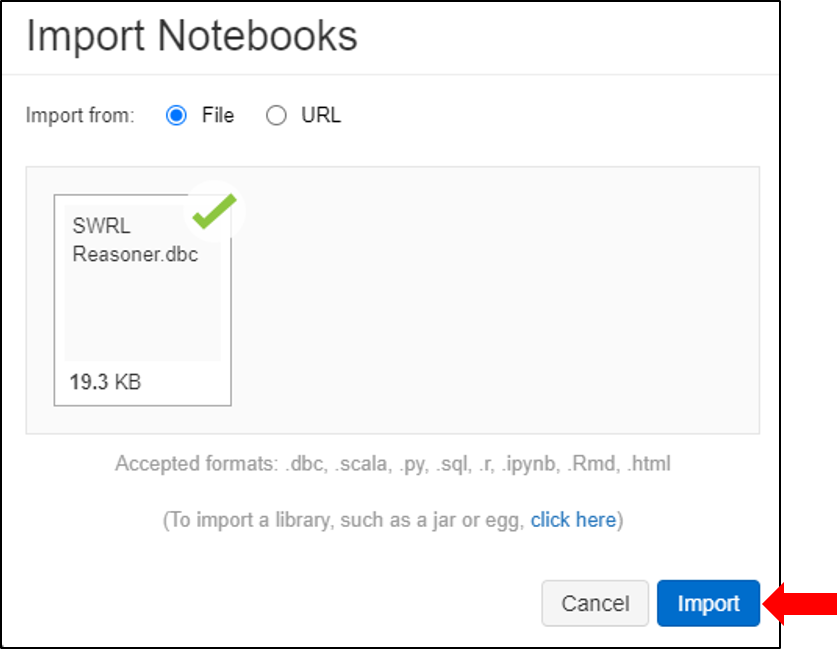 Import Notebooks
Import from: File URL
SWRL
Reasoner.dbc
19.3 KB
Accepted formats: .dbc, .scala, .py, .sql, .r, .ipynb, .Rmd, .html
(To import a library, such as a jar or egg, click here)
Cancel Import